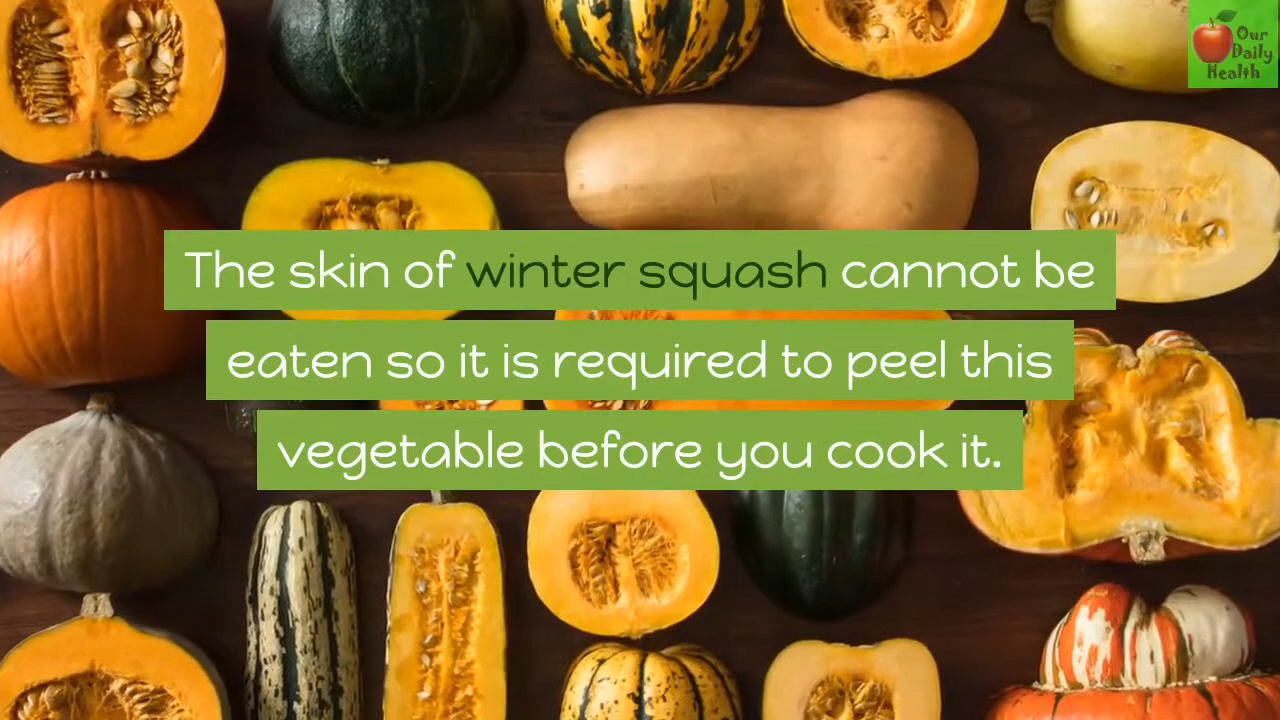 Our
Daily
Health
The skin of winter squash cannot be
eaten so it is required to peel this
vegetable before you cook it.